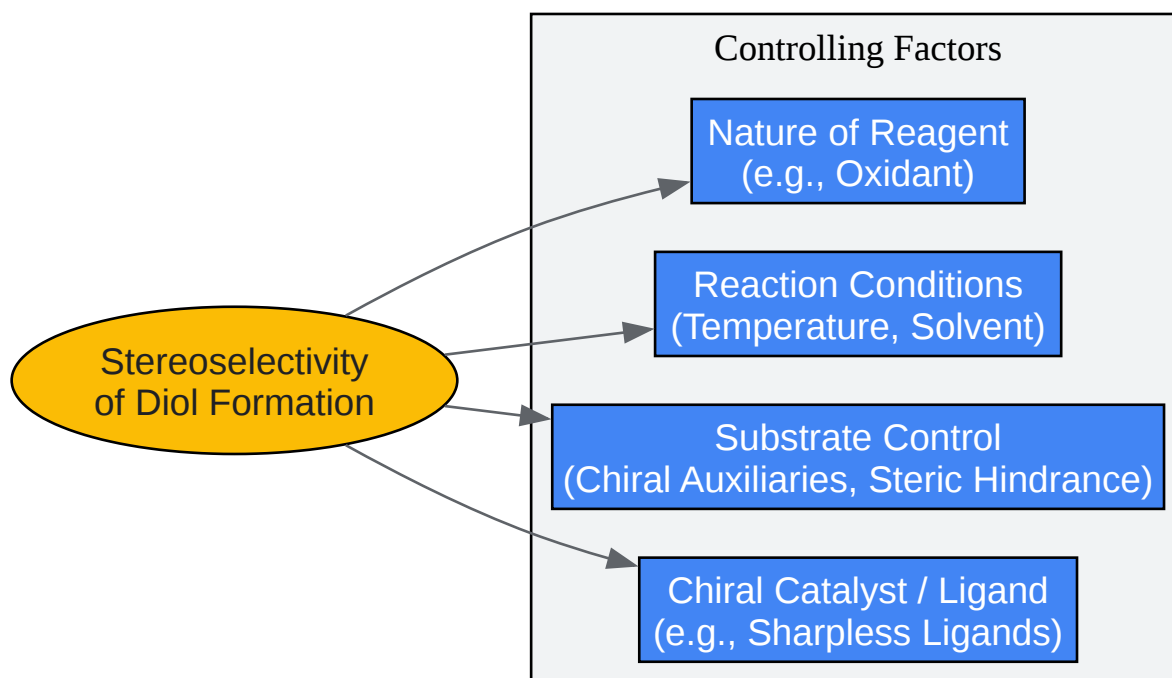 Controlling Factors
Nature of Reagent
(e.g., Oxidant)
Reaction Conditions
(Temperature, Solvent)
Stereoselectivity
of Diol Formation
Substrate Control
(Chiral Auxiliaries, Steric Hindrance)
Chiral Catalyst / Ligand
(e.g., Sharpless Ligands)